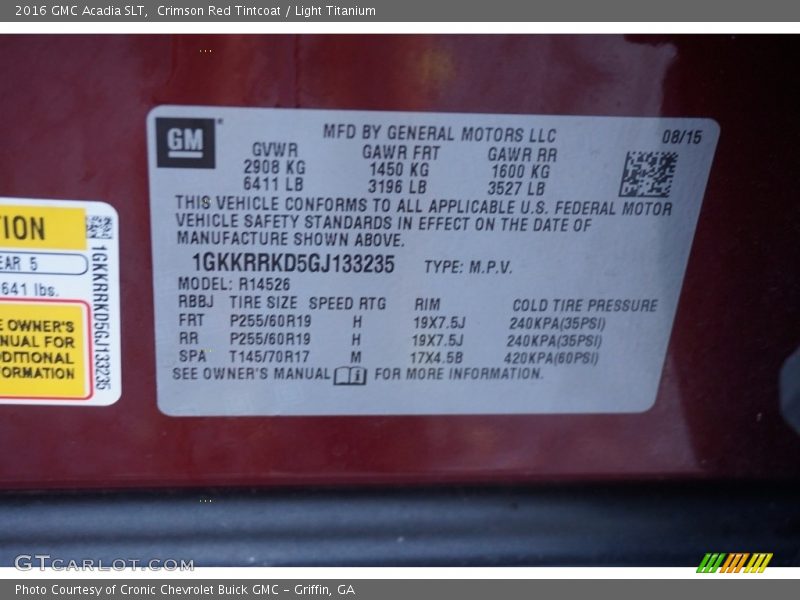 2016 GMC Acadia SLT, Crimson Red Tintcoat / Light Titanium
GM
MFD BY GENERAL MOTORS LLC 08/15
GVWR GAWR FRT GAWR RR
2908 KG 1450 KG 1600 KG
6411 LB 3196 LB 3527 LB
THIS VEHICLE CONFORMS TO ALL APPLICABLE U.S. FEDERAL MOTOR
VEHICLE SAFETY STANDARDS IN EFFECT ON THE DATE OF
MANUFACTURE SHOWN ABOVE.
1GKKRRKD5GJ133235 TYPE: M.P.V.
MODEL: R14526
RBBJ TIRE SIZE SPEED RTG RIM COLD TIRE PRESSURE
FRT P255/60R19 H 19X7.5J 240KPA(35PSI)
RR P255/60R19 H 19X7.5J 240KPA(35PSI)
SPA T145/70R17 M 17X4.5B 420KPA(60PSI)
SEE OWNER'S MANUAL FOR MORE INFORMATION.
TION
EAR 5
641 lbs.
E OWNER'S
NUAL FOR
DDITIONAL
FORMATION
1GKKRRKD5GJ133235
GTCARLOT.COM
Photo Courtesy of Cronic Chevrolet Buick GMC - Griffin, GA